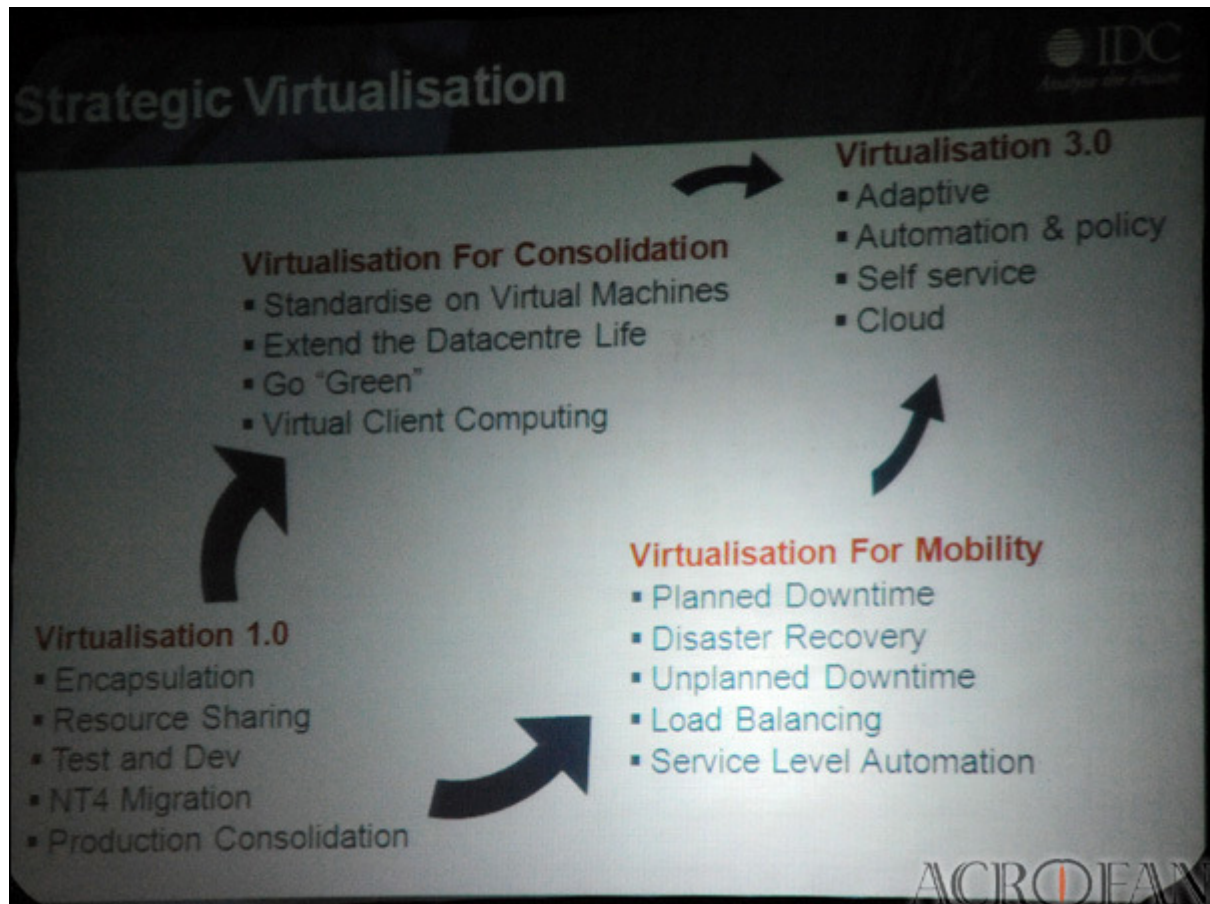 Strategic Virtualisation
IDC
Analyse the Future
Virtualisation 3.0
▪ Adaptive
▪ Automation & policy
▪ Self service
▪ Cloud
Virtualisation For Consolidation
▪ Standardise on Virtual Machines
▪ Extend the Datacentre Life
▪ Go “Green”
▪ Virtual Client Computing
Virtualisation For Mobility
▪ Planned Downtime
▪ Disaster Recovery
▪ Unplanned Downtime
▪ Load Balancing
▪ Service Level Automation
Virtualisation 1.0
▪ Encapsulation
▪ Resource Sharing
▪ Test and Dev
▪ NT4 Migration
▪ Production Consolidation
ACROFAN